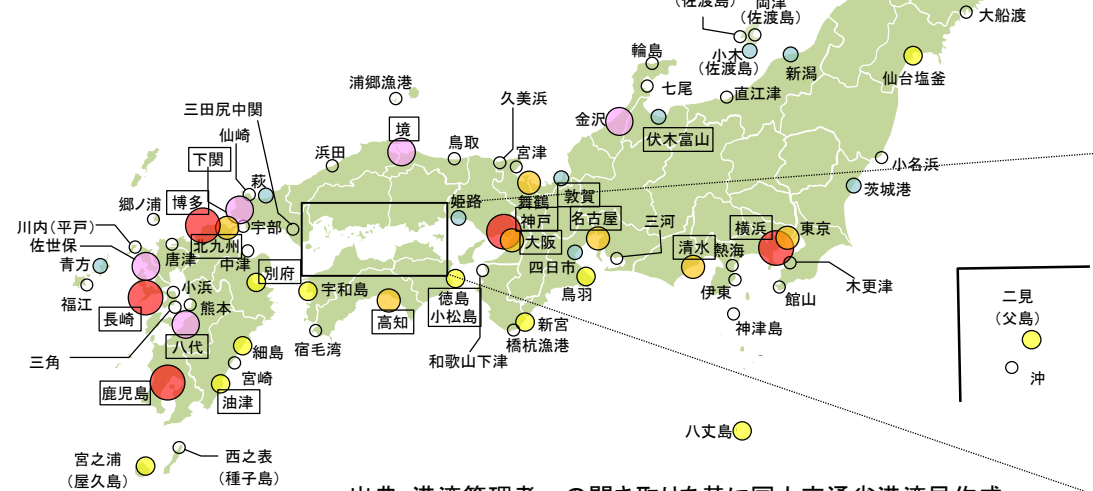 (佐渡島)
両津
(佐渡島)
大船渡
小木
(佐渡島)
新潟
仙台塩釜
輪島
七尾
直江津
金沢
伏木富山
浦郷漁港
久美浜
三田尻中関
仙崎
境
鳥取
宮津
浜田
下関
萩
小名浜
茨城港
博多
郷ノ浦
姫路
舞鶴
敦賀
神戸
名古屋
三河
川内(平戸)
佐世保
北九州
宇部
大阪
横浜
東京
青方
唐津
中津
四日市
清水
熱海
別府
木更津
福江
小浜
宇和島
徳島
小松島
鳥羽
伊東
館山
二見
(父島)
長崎
熊本
高知
新宮
橋杭漁港
神津島
三角
八代
細島
宿毛湾
和歌山下津
沖
鹿児島
宮崎
油津
八丈島
宮之浦
(屋久島)
西之表
(種子島)